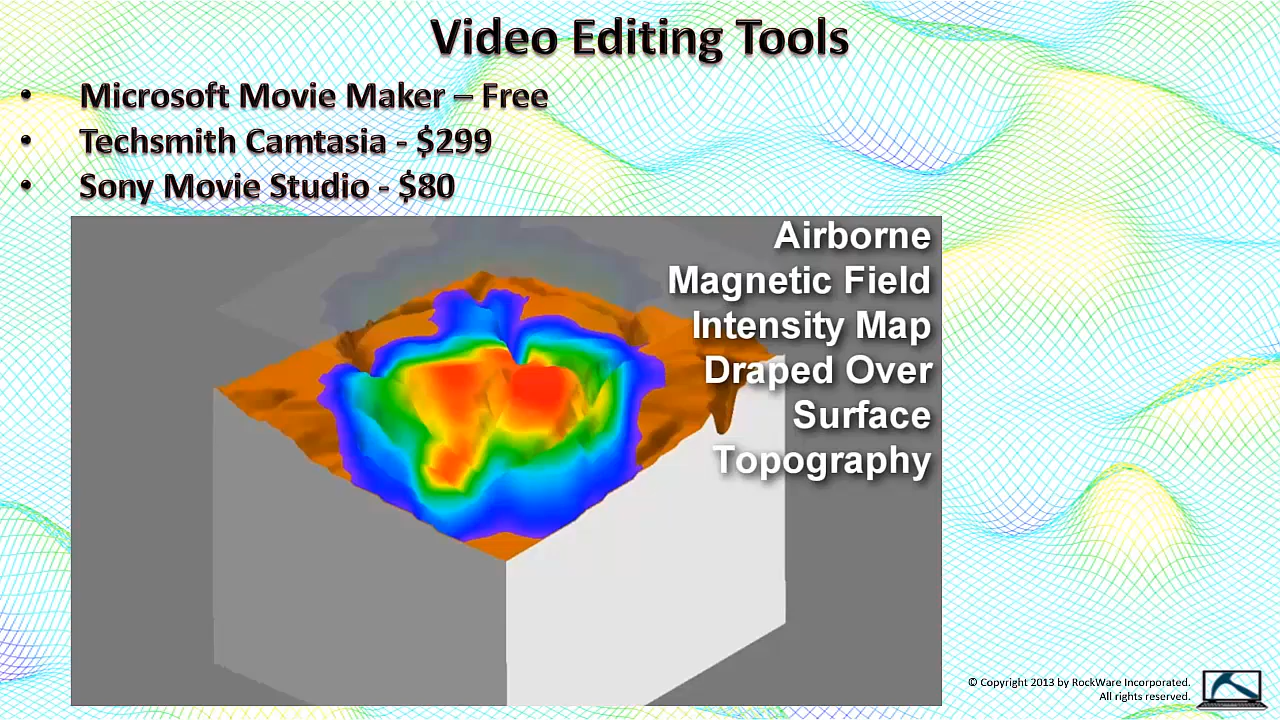 Video Editing Tools
• Microsoft Movie Maker – Free
• Techsmith Camtasia - $299
• Sony Movie Studio - $80
Airborne
Magnetic Field
Intensity Map
Draped Over
Surface
Topography
© Copyright 2013 by RockWare Incorporated.
All rights reserved.